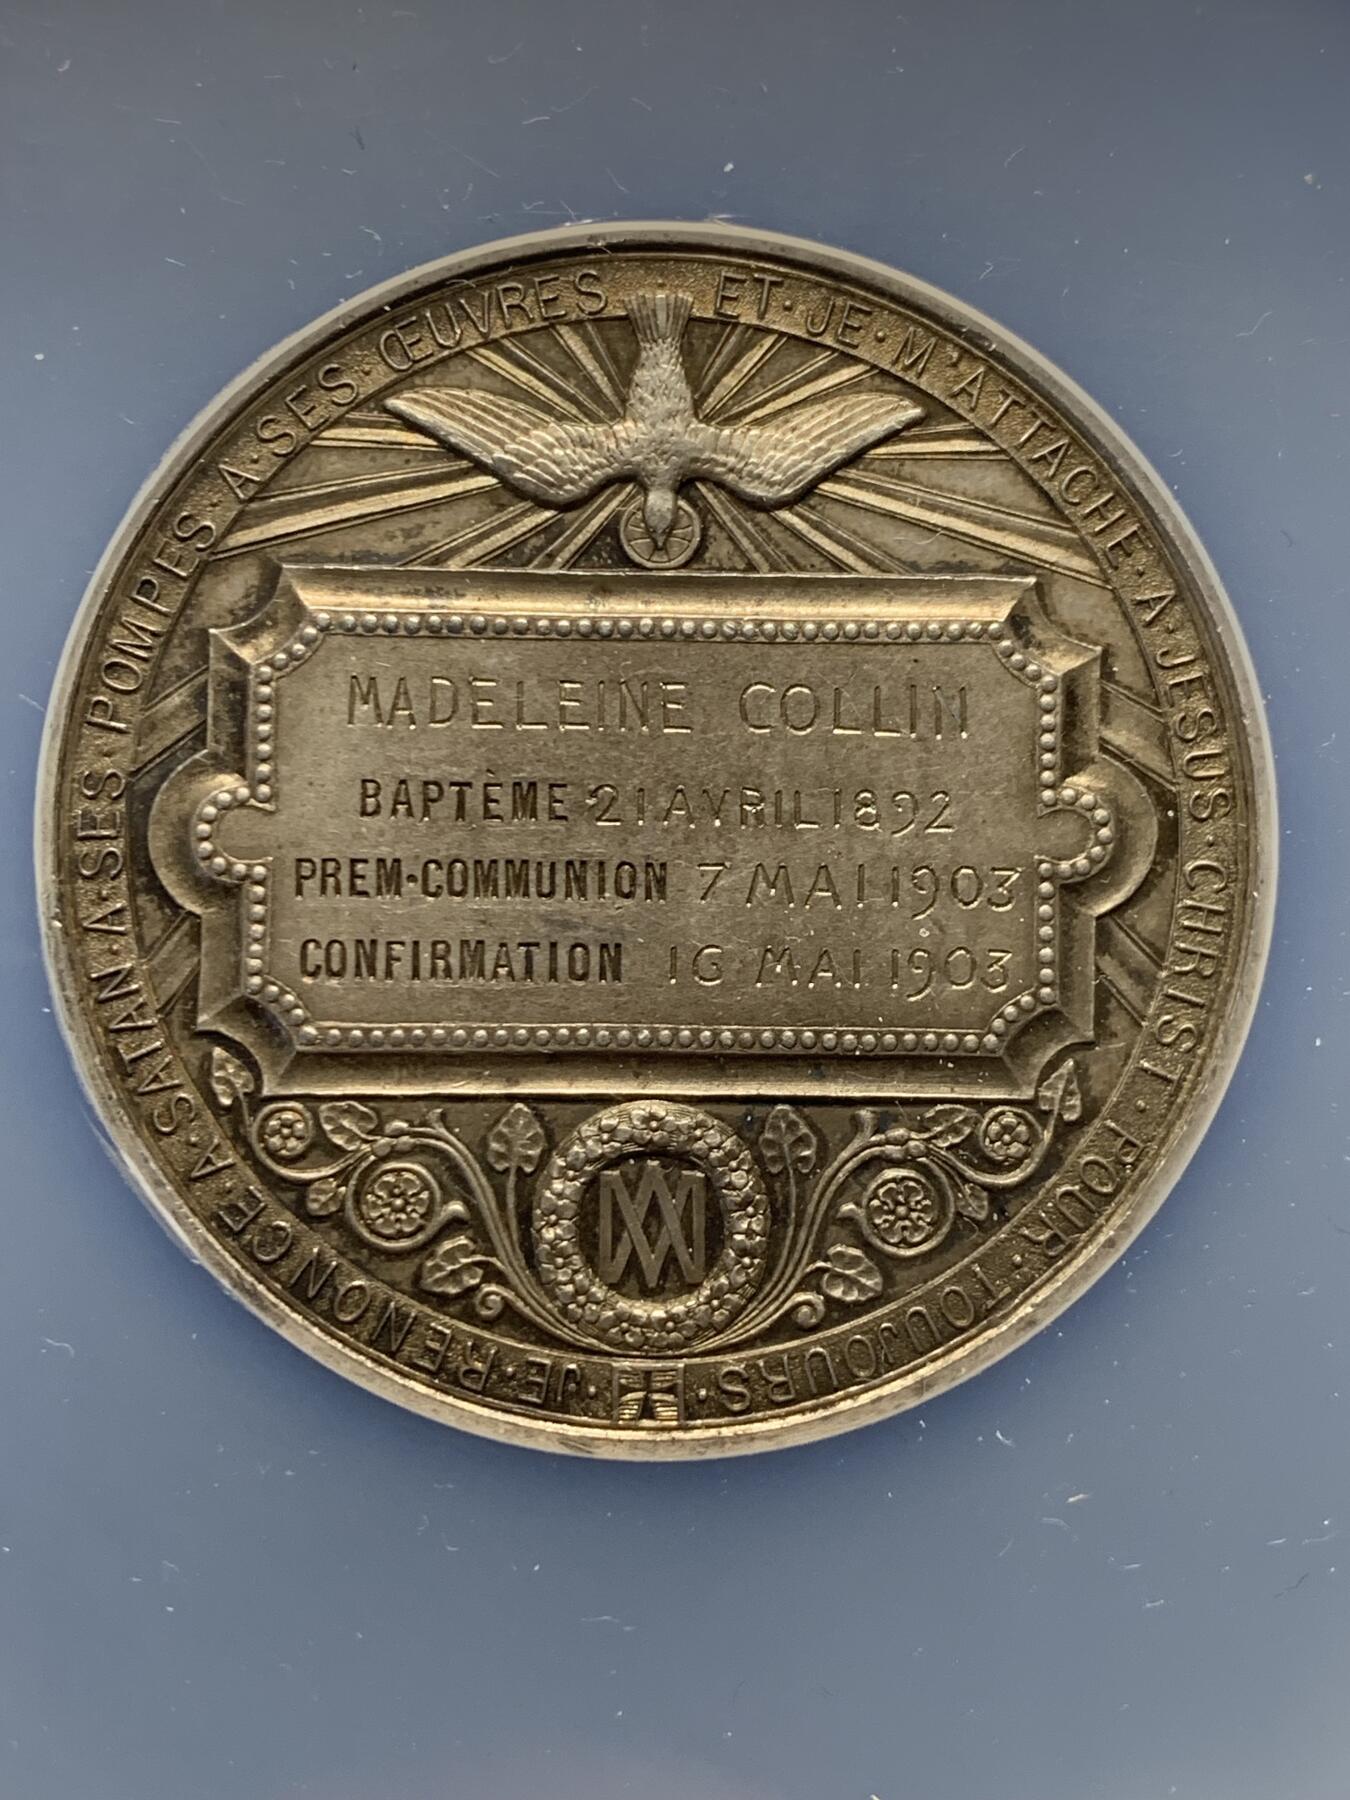 JE·RENONCE·A·SATAN·A·SES·POMPES·A·SES·ŒUVRES ET·JE·M'ATTACHE·A·JESUS·CHRIST·POUR·TOUJOURS·
MADELEINE COLLIN
BAPTÈME 21 AVRIL 1892
PREM·COMMUNION 7 MAI 1903
CONFIRMATION 16 MAI 1903